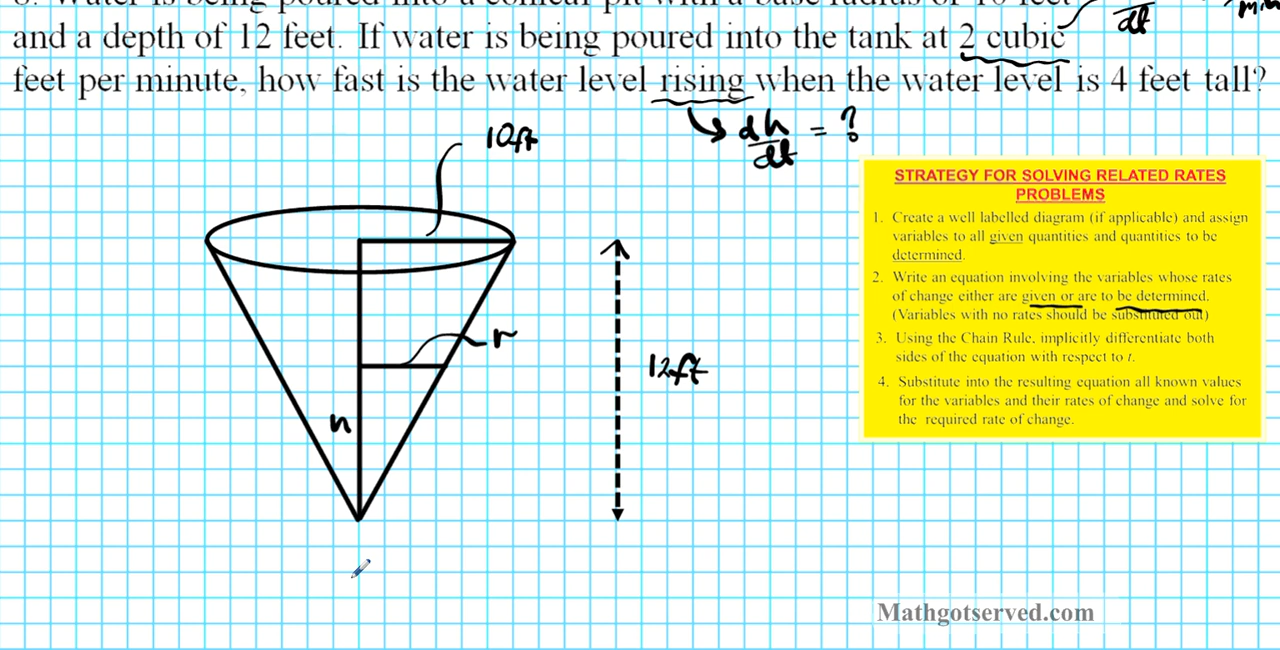 and a depth of 12 feet. If water is being poured into the tank at 2 cubic
feet per minute, how fast is the water level rising when the water level is 4 feet tall?
dt
dh/dt = ?
10ft
r
12ft
h
STRATEGY FOR SOLVING RELATED RATES
PROBLEMS
1. Create a well labelled diagram (if applicable) and assign
variables to all given quantities and quantities to be
determined.
2. Write an equation involving the variables whose rates
of change either are given or are to be determined.
(Variables with no rates should be substituted out)
3. Using the Chain Rule, implicitly differentiate both
sides of the equation with respect to t.
4. Substitute into the resulting equation all known values
for the variables and their rates of change and solve for
the required rate of change.
Mathgotserved.com